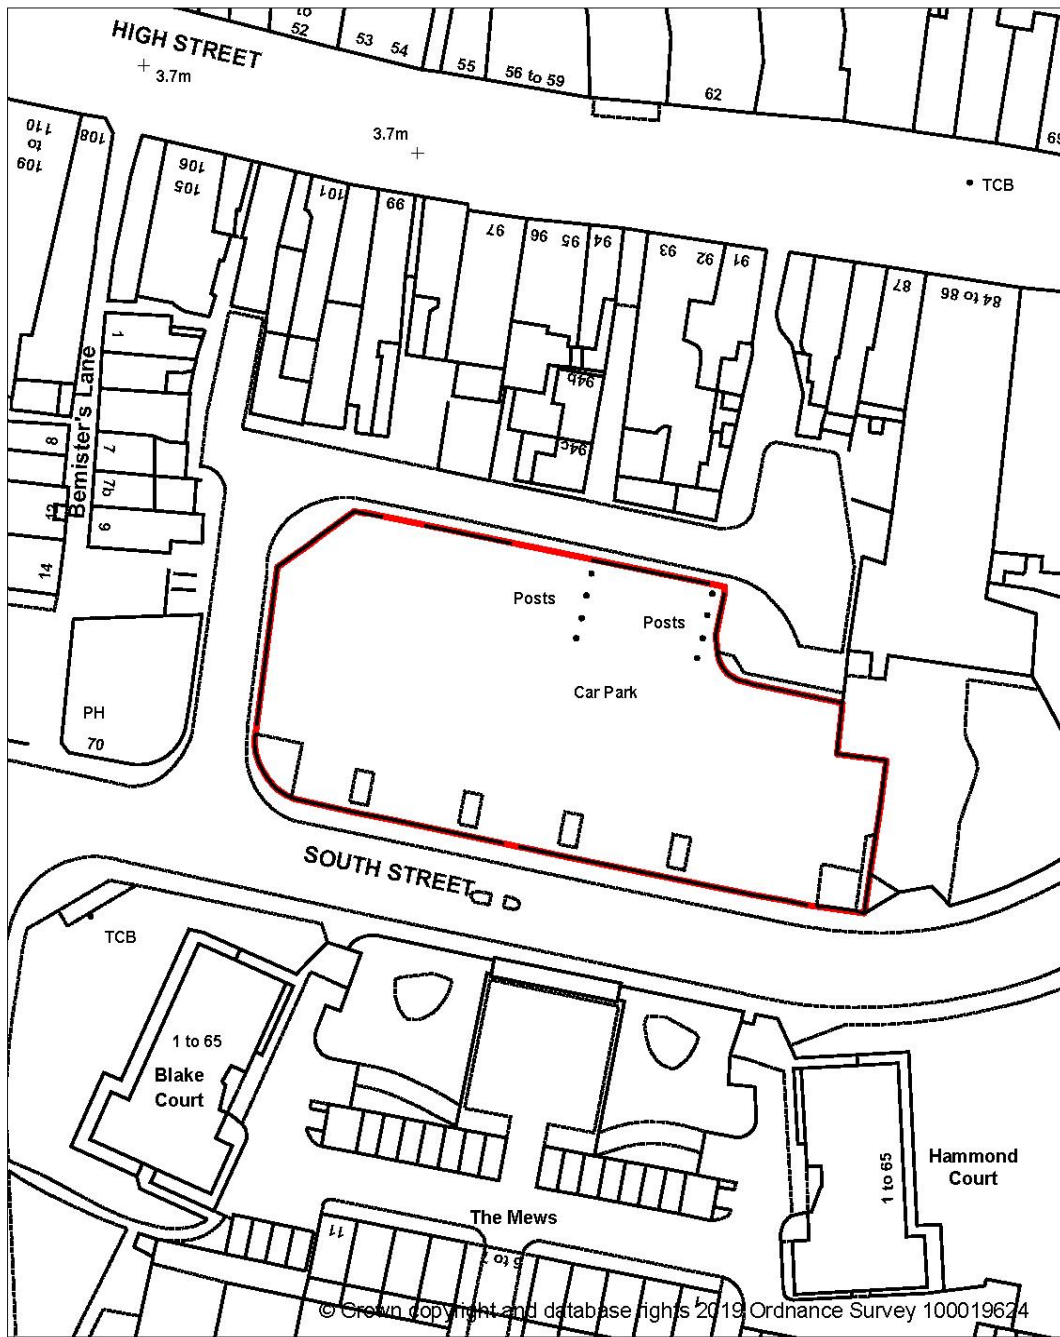 to
52
53
54
55
56 to 59
62
69
HIGH STREET
3.7m
3.7m
TCB
110
to
109
108
106
105
101
99
97
96
95
94
93
92
91
87
84 to 86
Bemister's Lane
1
7
7b
9
8
14
94b
94c
Posts
Posts
Car Park
PH
70
SOUTH STREET
TCB
1 to 65
Blake
Court
1 to 65
Hammond
Court
The Mews
11
1
© Crown copyright and database rights 2019 Ordnance Survey 100019624